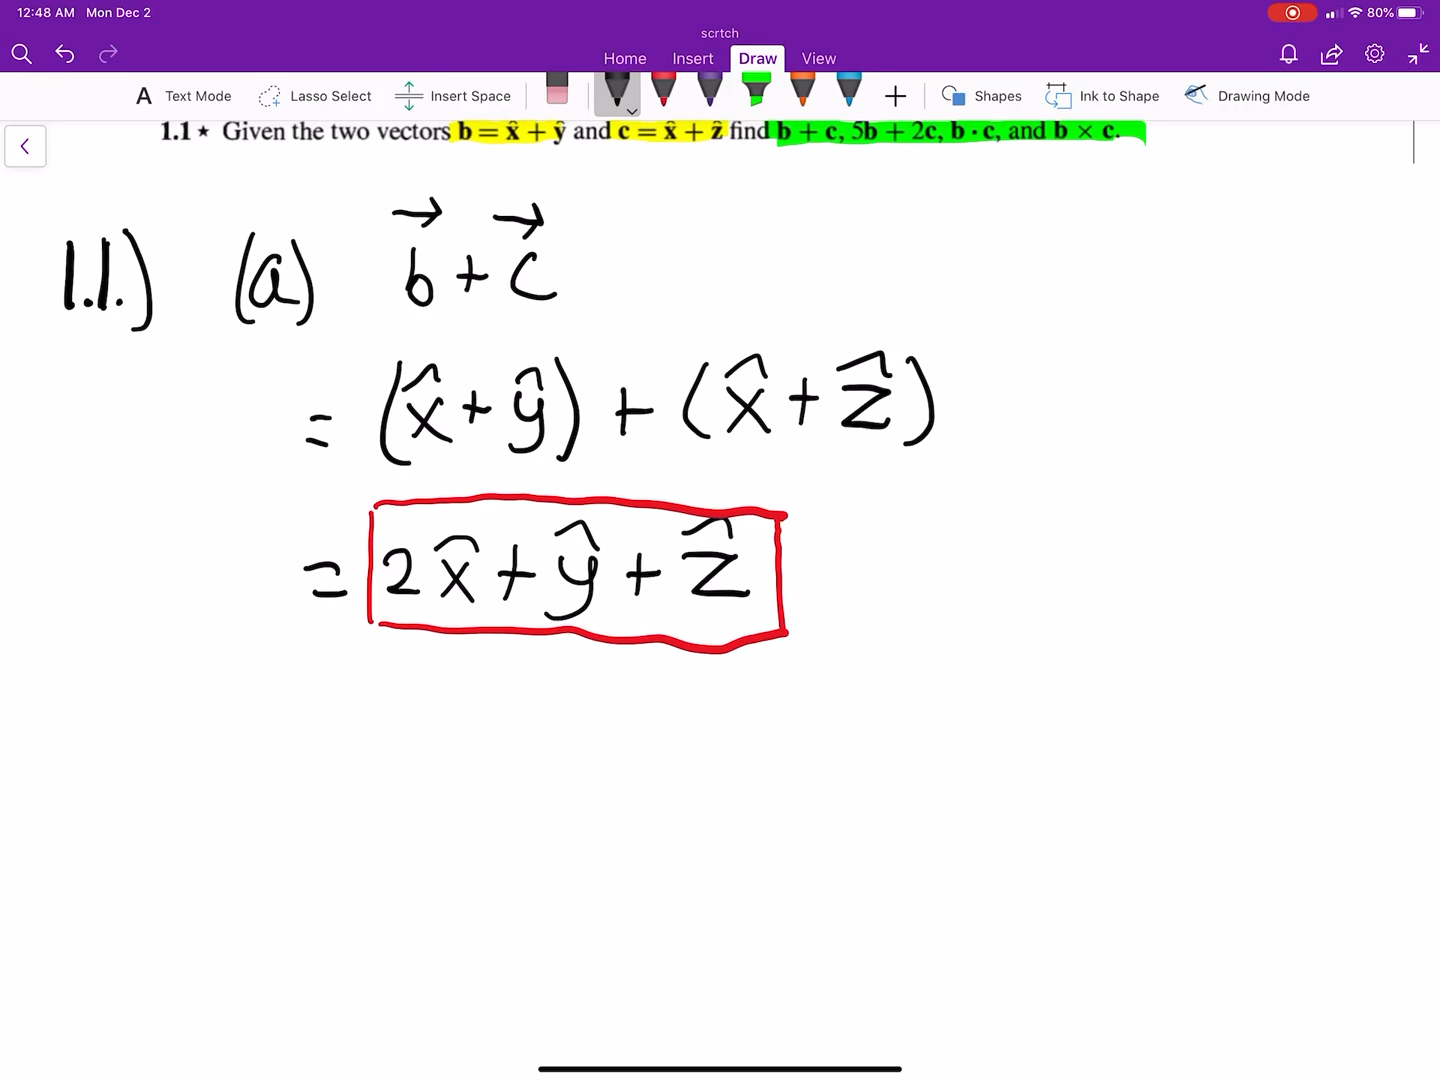 12:48 AM Mon Dec 2
80%
scrtch
Home Insert Draw View
Text Mode Lasso Select Insert Space Shapes Ink to Shape Drawing Mode
1.1 ★ Given the two vectors b = x̂ + ŷ and c = x̂ + ẑ find b + c, 5b + 2c, b · c, and b × c.
1.1.) (a) b⃗ + c⃗
= (x̂ + ŷ) + (x̂ + ẑ)
= 2x̂ + ŷ + ẑ